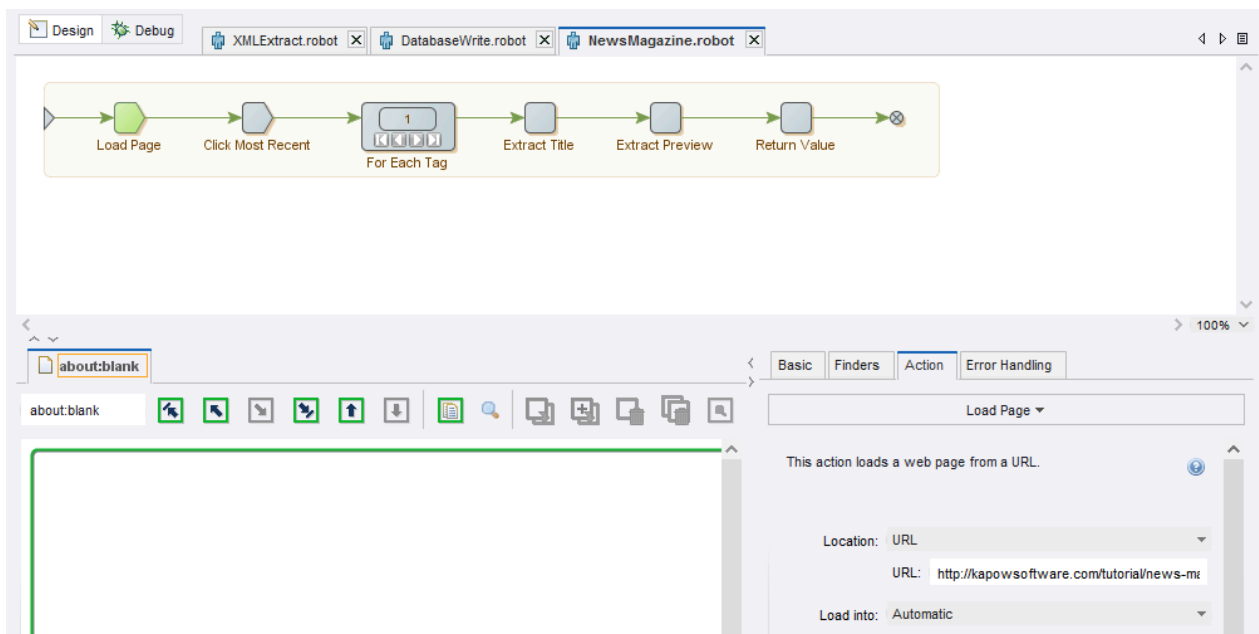 Design Debug XMLExtract.robot DatabaseWrite.robot NewsMagazine.robot
1
Load Page Click Most Recent For Each Tag Extract Title Extract Preview Return Value
100%
about:blank
Basic Finders Action Error Handling
about:blank
Load Page
This action loads a web page from a URL.
Location: URL
URL: http://kapowsoftware.com/tutorial/news-ma
Load into: Automatic